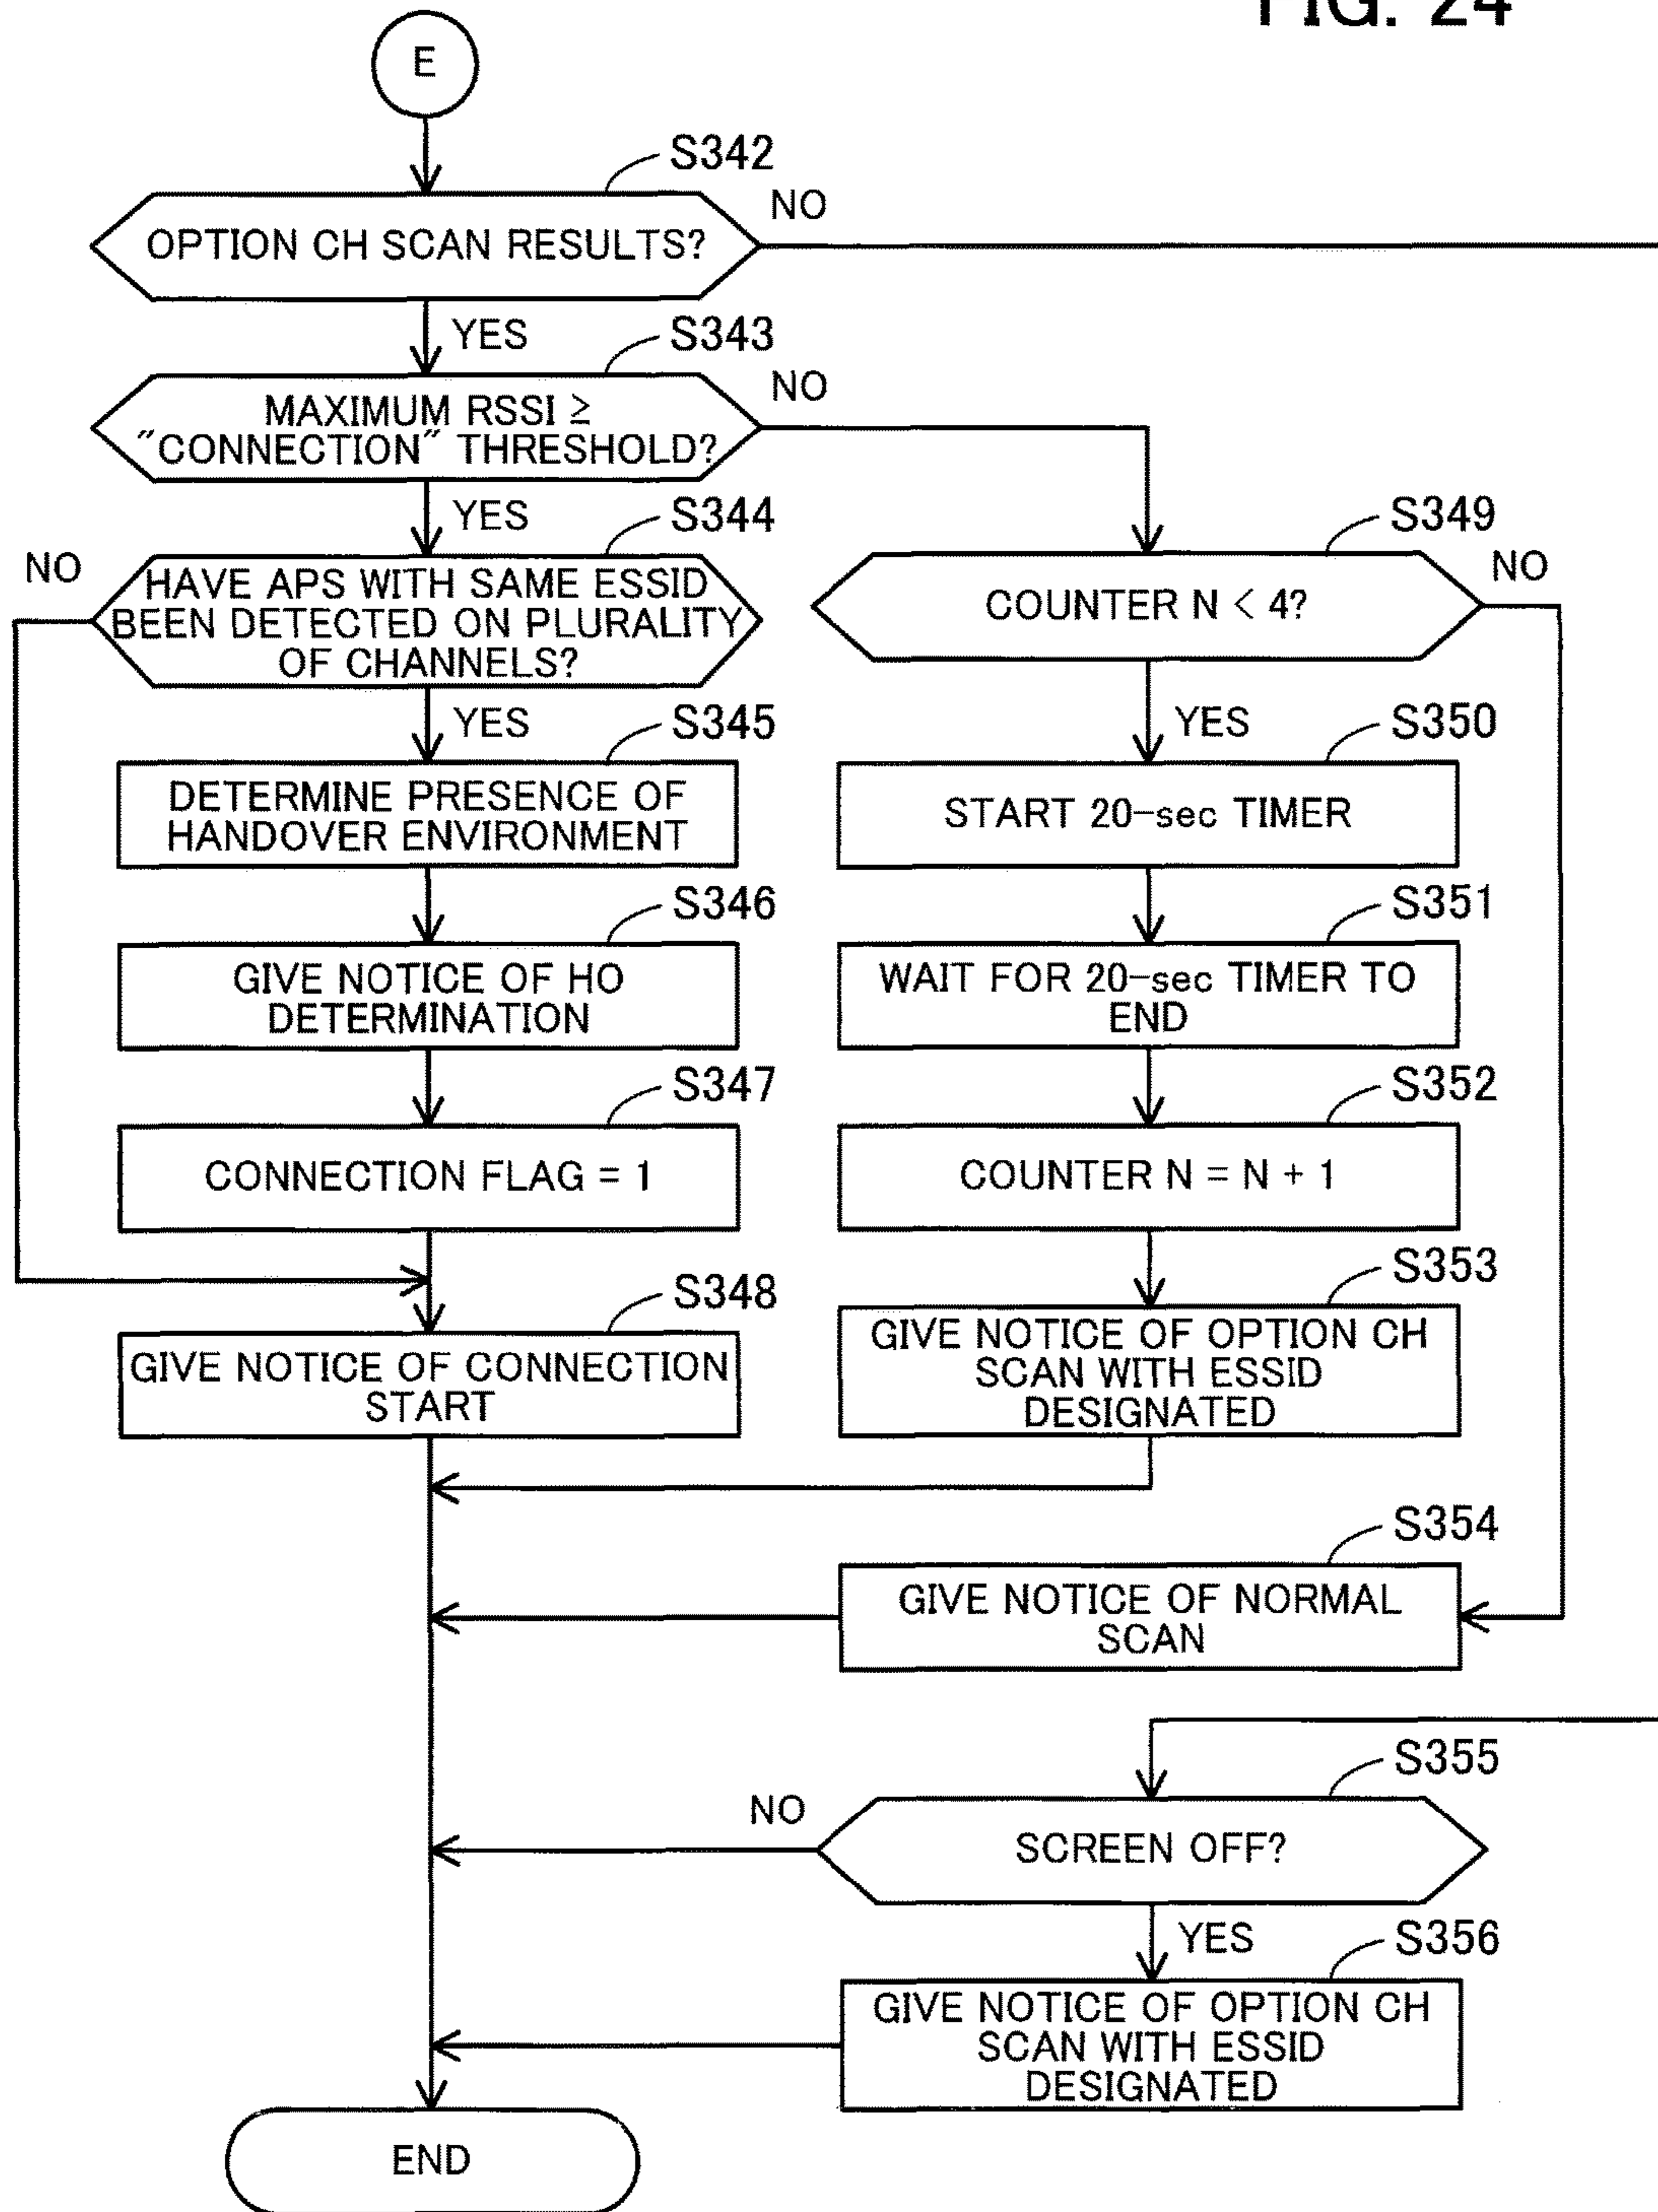 FIG. 24
E
S342
OPTION CH SCAN RESULTS?
NO
YES
S343
MAXIMUM RSSI ≥
"CONNECTION" THRESHOLD?
NO
YES
S344
NO
HAVE APS WITH SAME ESSID
BEEN DETECTED ON PLURALITY
OF CHANNELS?
YES
S345
DETERMINE PRESENCE OF
HANDOVER ENVIRONMENT
S346
GIVE NOTICE OF HO
DETERMINATION
S347
CONNECTION FLAG = 1
S348
GIVE NOTICE OF CONNECTION
START
S349
COUNTER N < 4?
NO
YES
S350
START 20-sec TIMER
S351
WAIT FOR 20-sec TIMER TO
END
S352
COUNTER N = N + 1
S353
GIVE NOTICE OF OPTION CH
SCAN WITH ESSID
DESIGNATED
S354
GIVE NOTICE OF NORMAL
SCAN
S355
NO
SCREEN OFF?
YES
S356
GIVE NOTICE OF OPTION CH
SCAN WITH ESSID
DESIGNATED
END